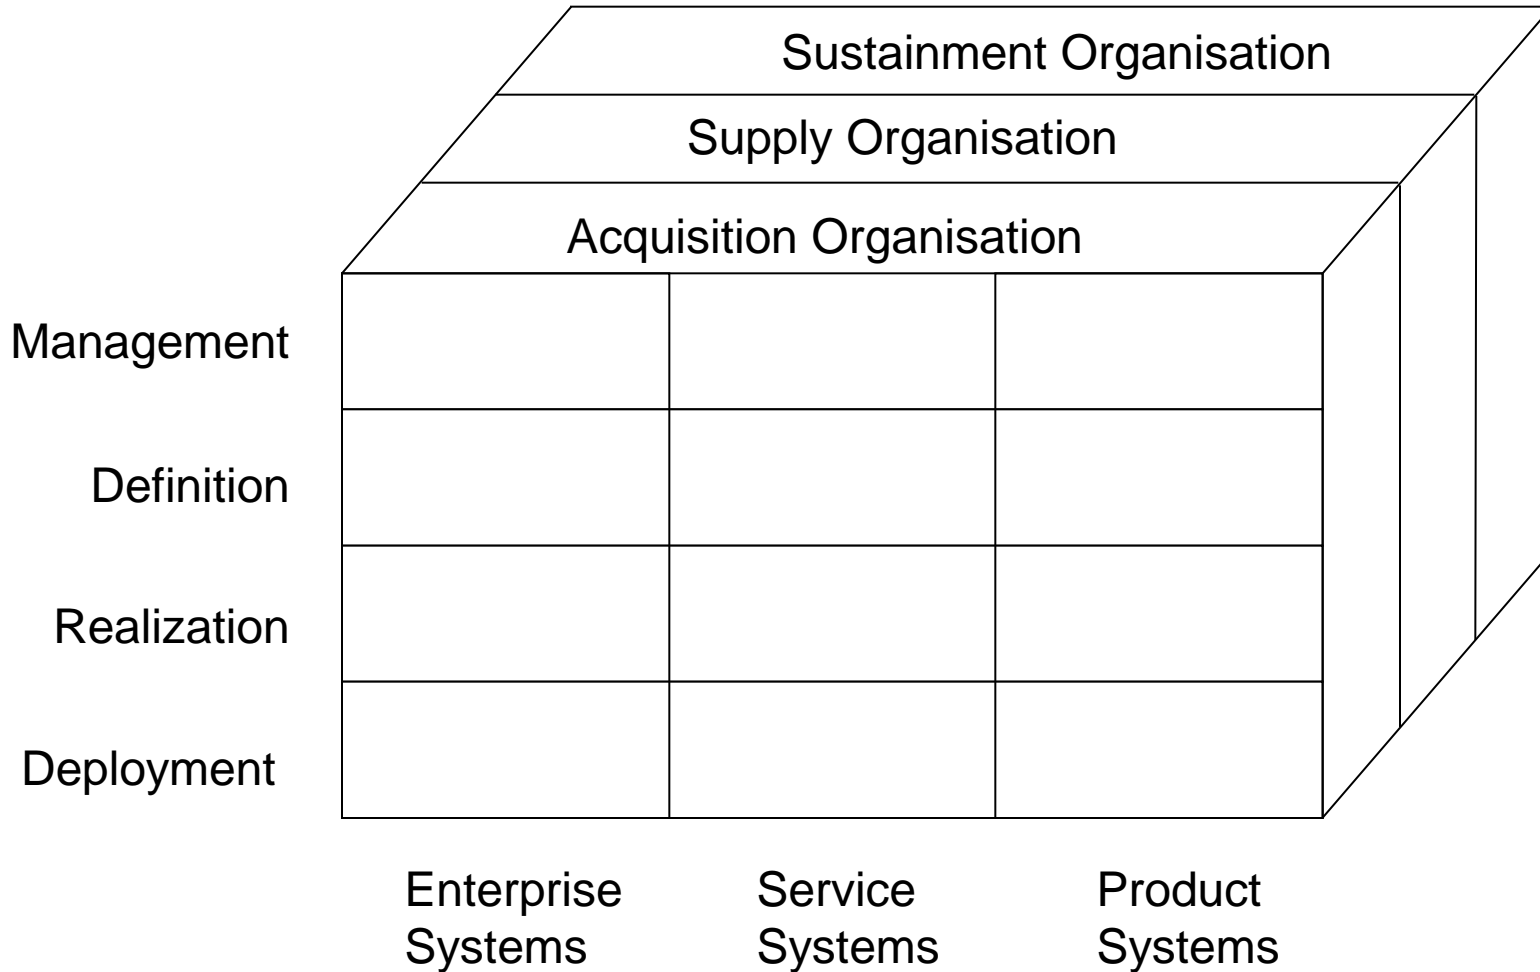 Sustainment Organisation
Supply Organisation
Acquisition Organisation
Management
Definition
Realization
Deployment
Enterprise
Systems
Service
Systems
Product
Systems